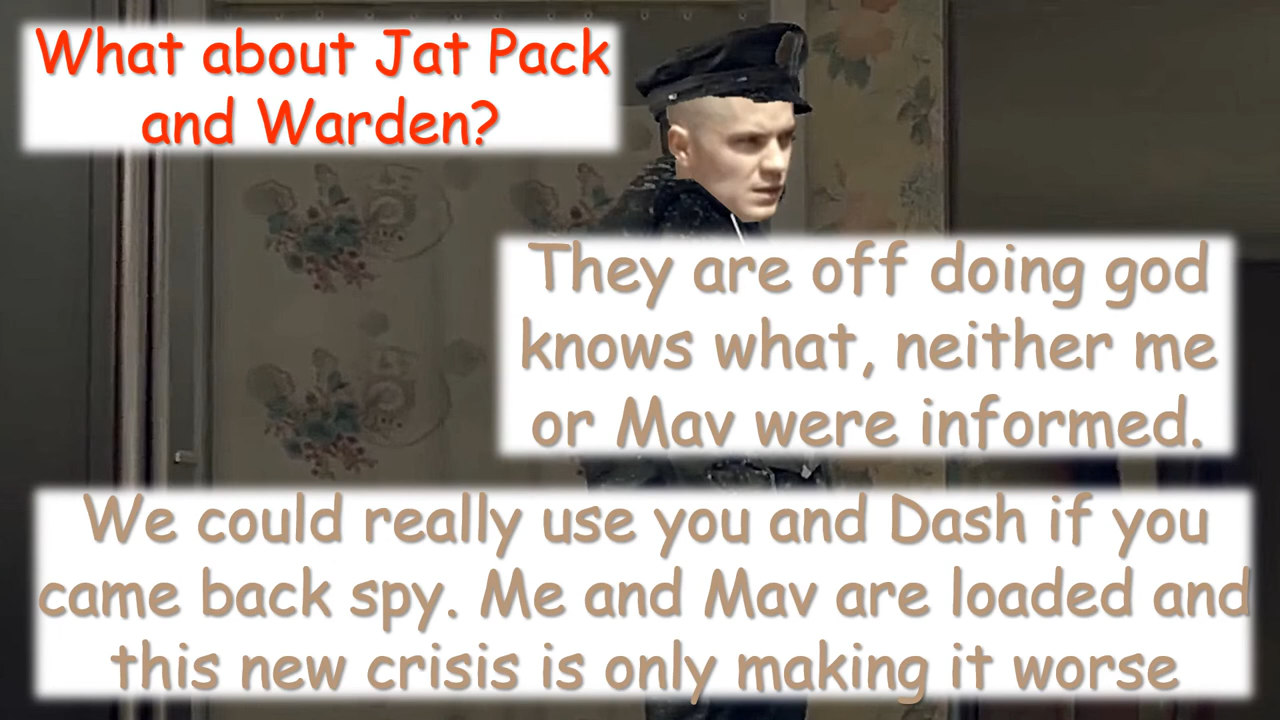 What about Jat Pack
and Warden?
They are off doing god
knows what, neither me
or Mav were informed.
We could really use you and Dash if you
came back spy. Me and Mav are loaded and
this new crisis is only making it worse